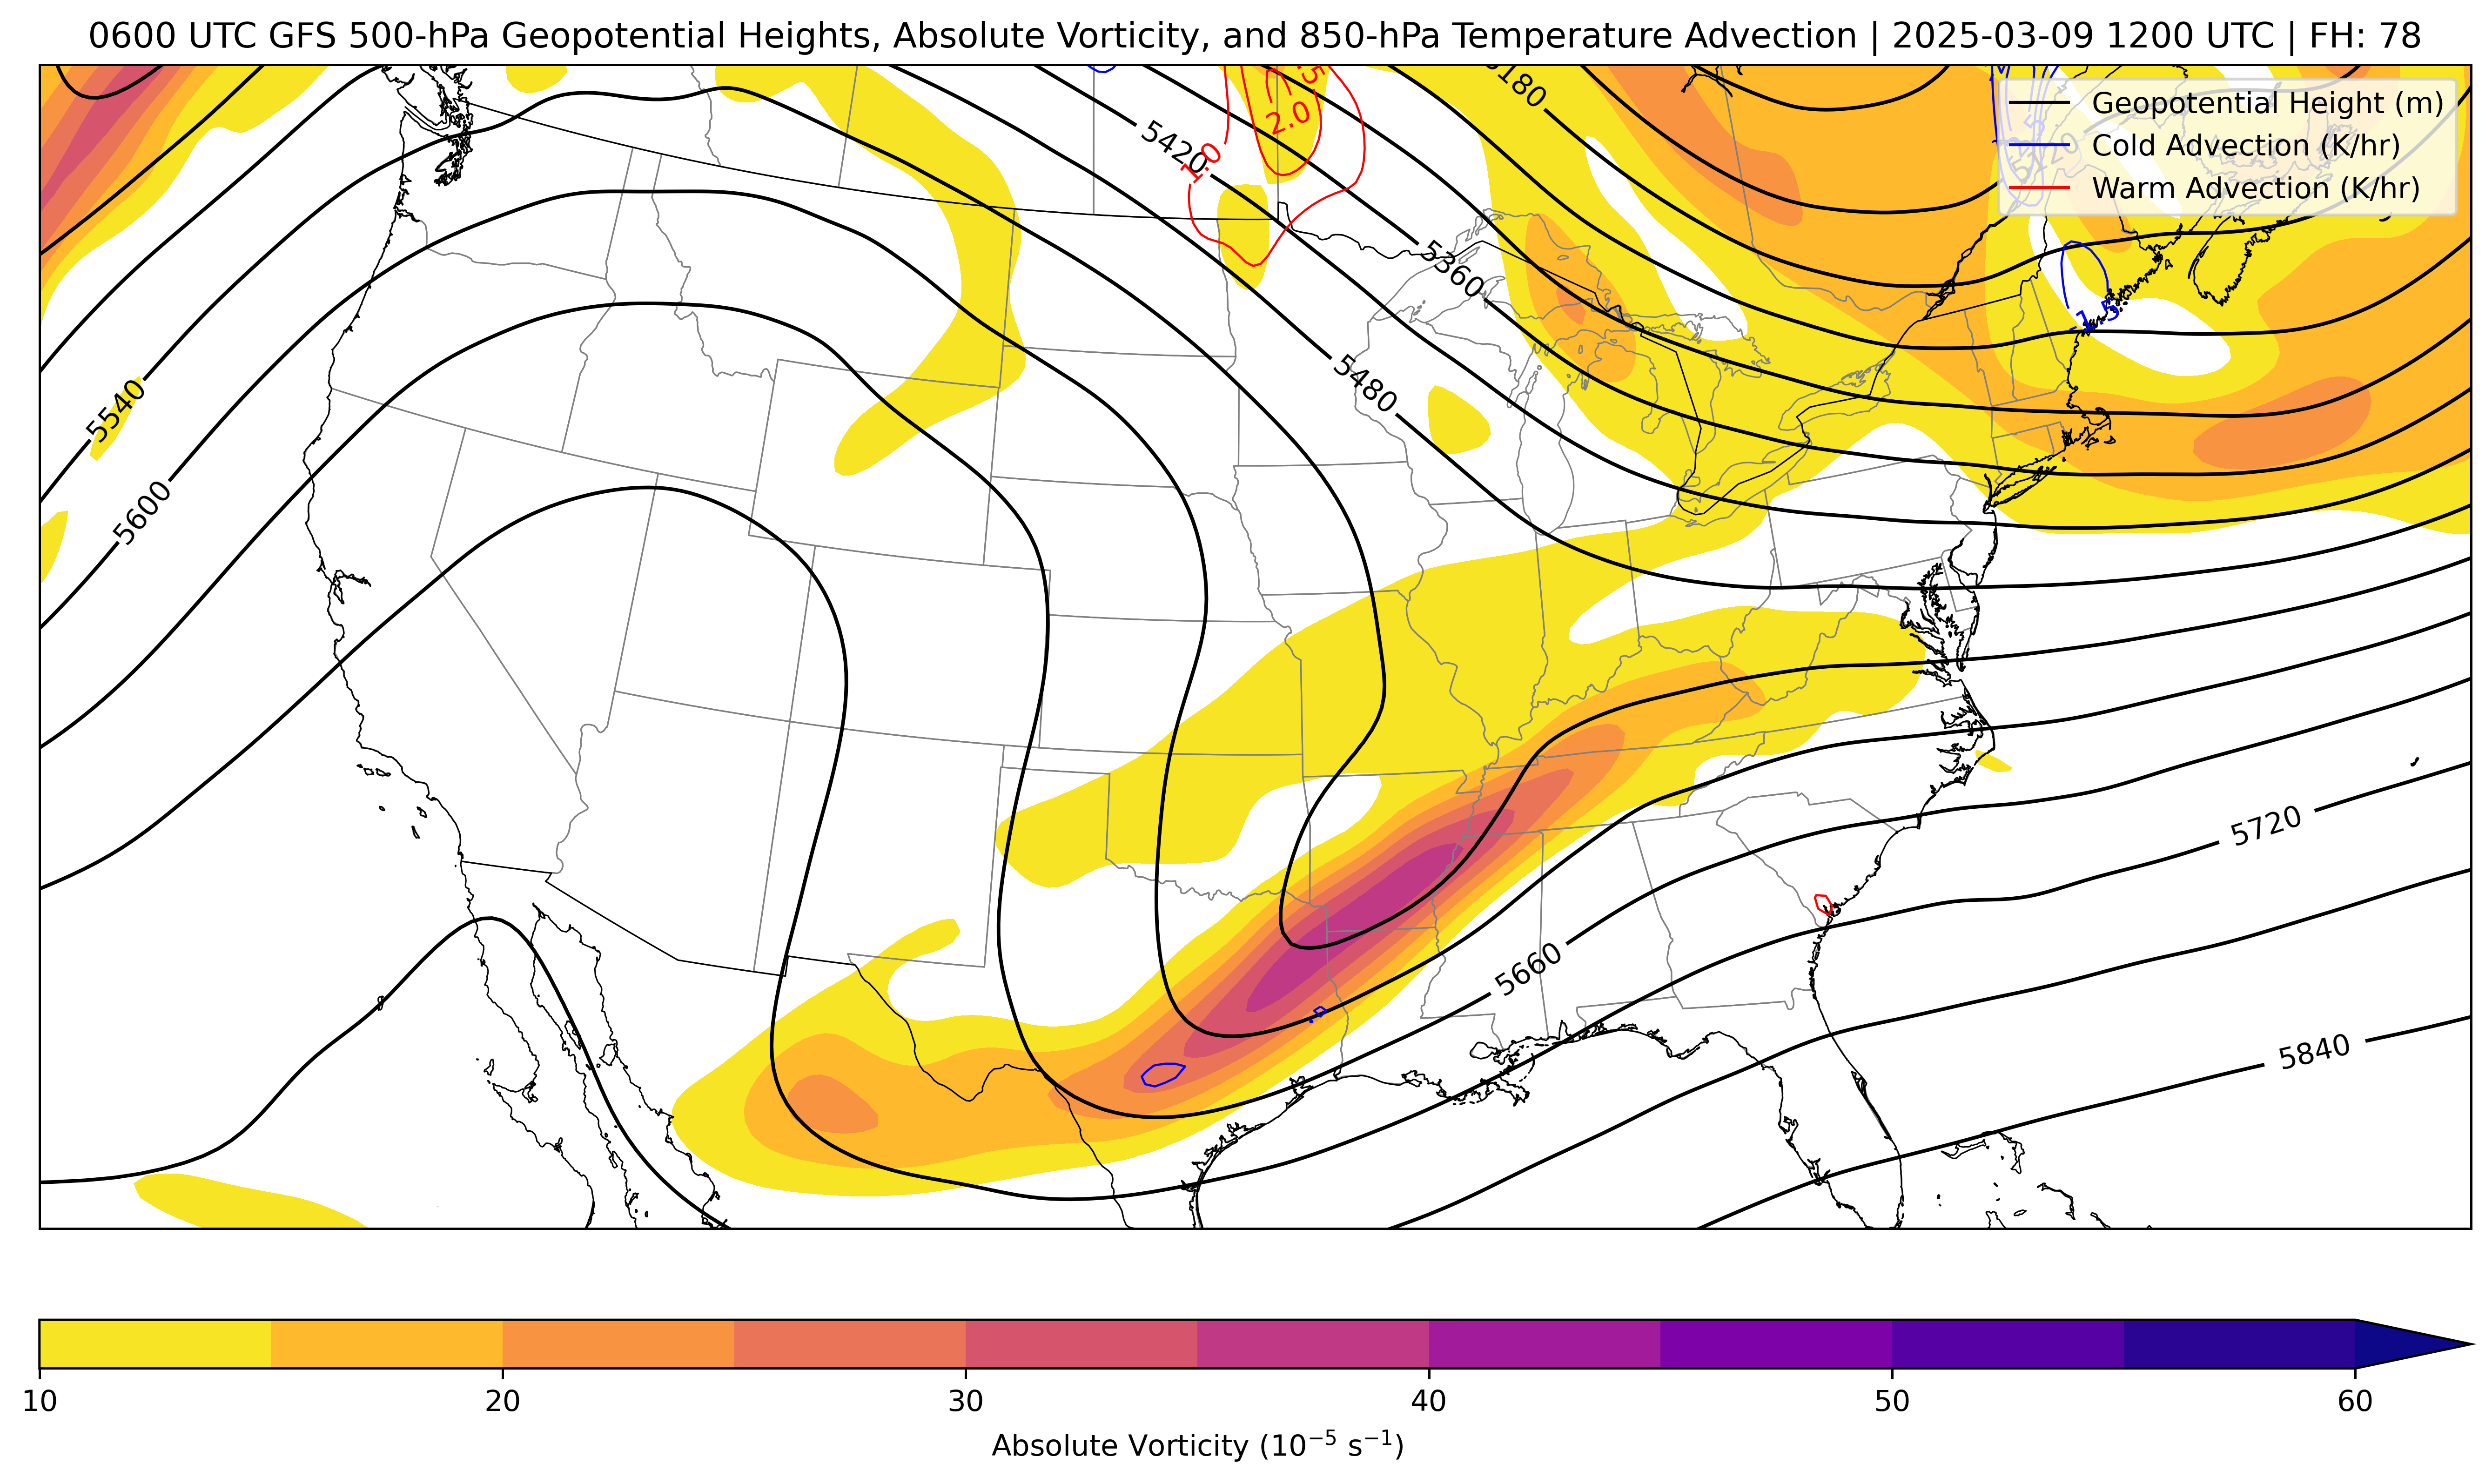 0600 UTC GFS 500-hPa Geopotential Heights, Absolute Vorticity, and 850-hPa Temperature Advection | 2025-03-09 1200 UTC | FH: 78
Geopotential Height (m)
Cold Advection (K/hr)
Warm Advection (K/hr)
5180
2.0
5420
1.0
5360
-1.5
5480
5540
5600
5720
5660
5840
10 20 30 40 50 60
Absolute Vorticity (10⁻⁵ s⁻¹)